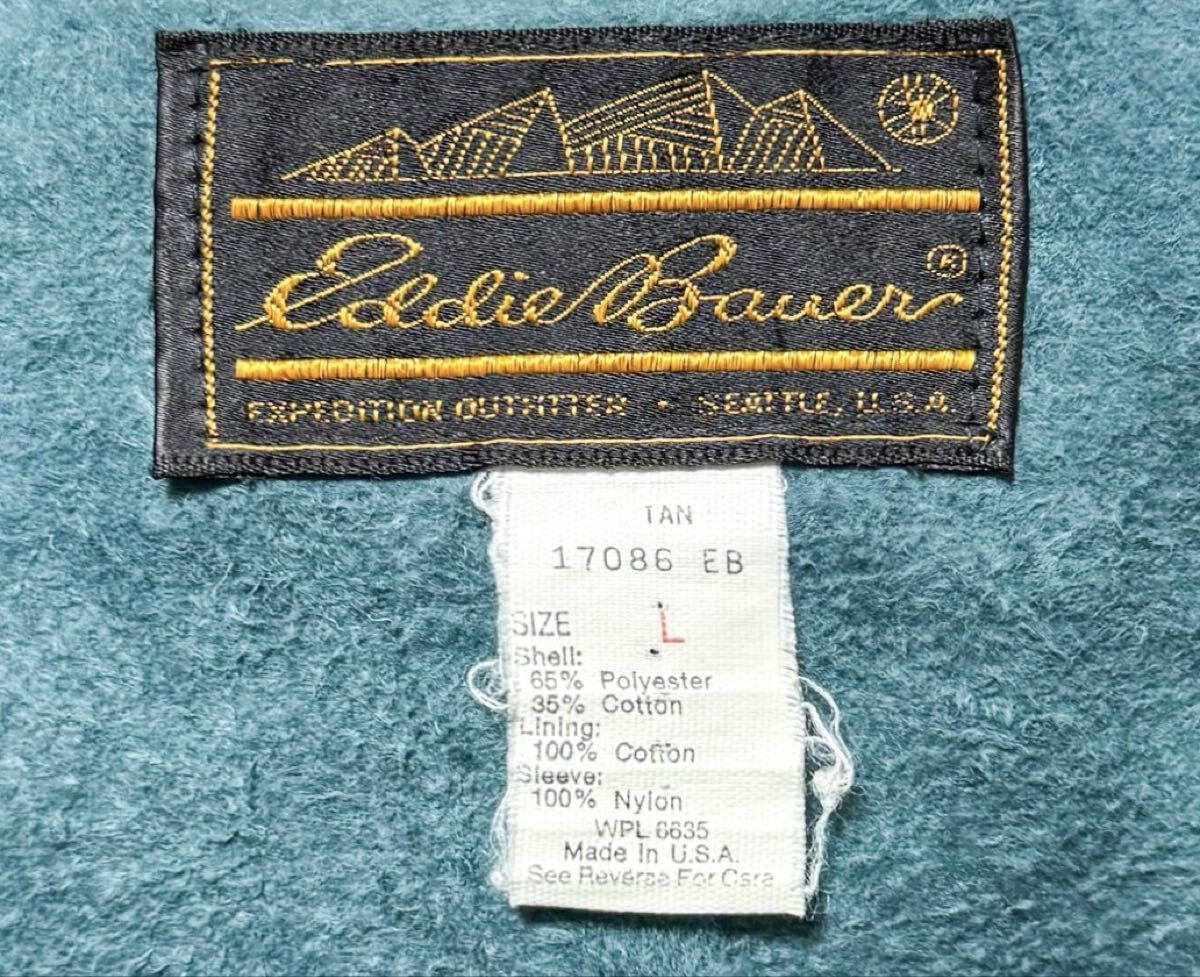 Eddie Bauer ®
EXPEDITION OUTFITTER • SEATTLE, U.S.A.
TAN
17086 EB
SIZE L
Shell:
65% Polyester
35% Cotton
Lining:
100% Cotton
Sleeve:
100% Nylon
WPL 6635
Made In U.S.A.
See Reverse For Care